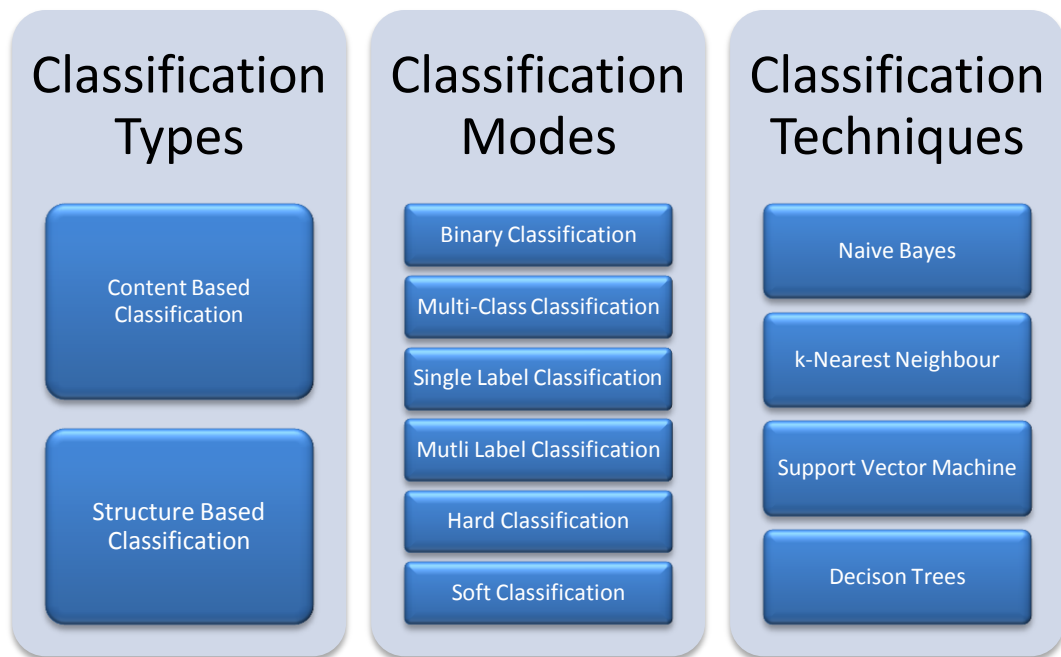 Classification
Types
Content Based
Classification
Structure Based
Classification
Classification
Modes
Binary Classification
Multi-Class Classification
Single Label Classification
Mutli Label Classification
Hard Classification
Soft Classification
Classification
Techniques
Naive Bayes
k-Nearest Neighbour
Support Vector Machine
Decison Trees